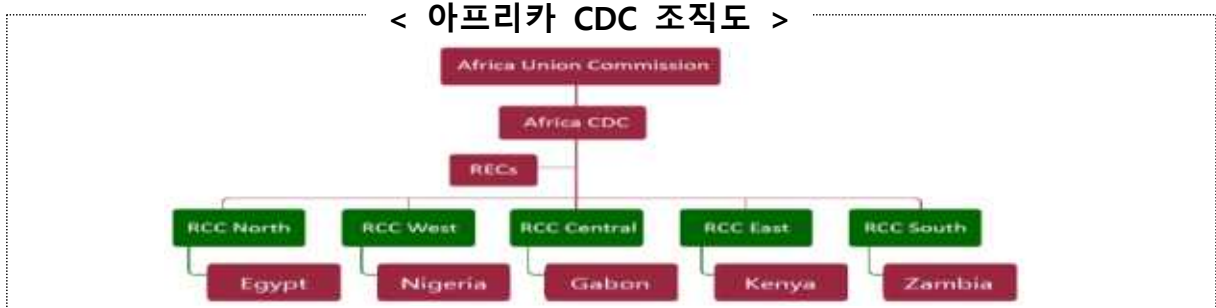 < 아프리카 CDC 조직도 >
Africa Union Commission
Africa CDC
RECs
RCC North RCC West RCC Central RCC East RCC South
Egypt Nigeria Gabon Kenya Zambia